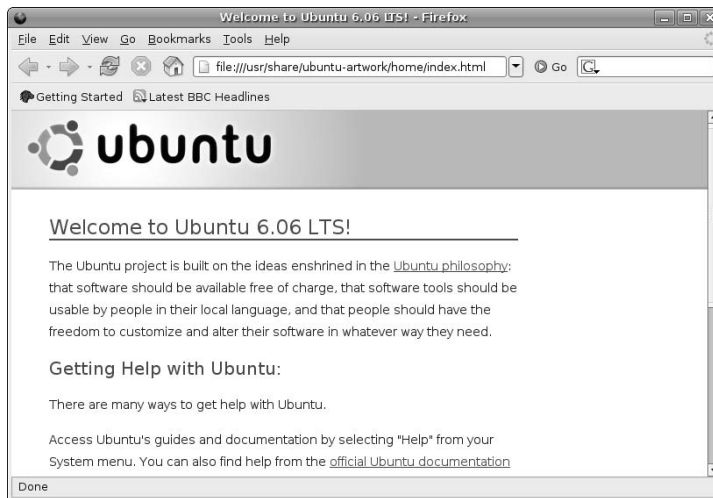 Welcome to Ubuntu 6.06 LTS! - Firefox
File Edit View Go Bookmarks Tools Help
file:///usr/share/ubuntu-artwork/home/index.html Go G
Getting Started Latest BBC Headlines
ubuntu
Welcome to Ubuntu 6.06 LTS!
The Ubuntu project is built on the ideas enshrined in the Ubuntu philosophy:
that software should be available free of charge, that software tools should be
usable by people in their local language, and that people should have the
freedom to customize and alter their software in whatever way they need.
Getting Help with Ubuntu:
There are many ways to get help with Ubuntu.
Access Ubuntu's guides and documentation by selecting "Help" from your
System menu. You can also find help from the official Ubuntu documentation
Done